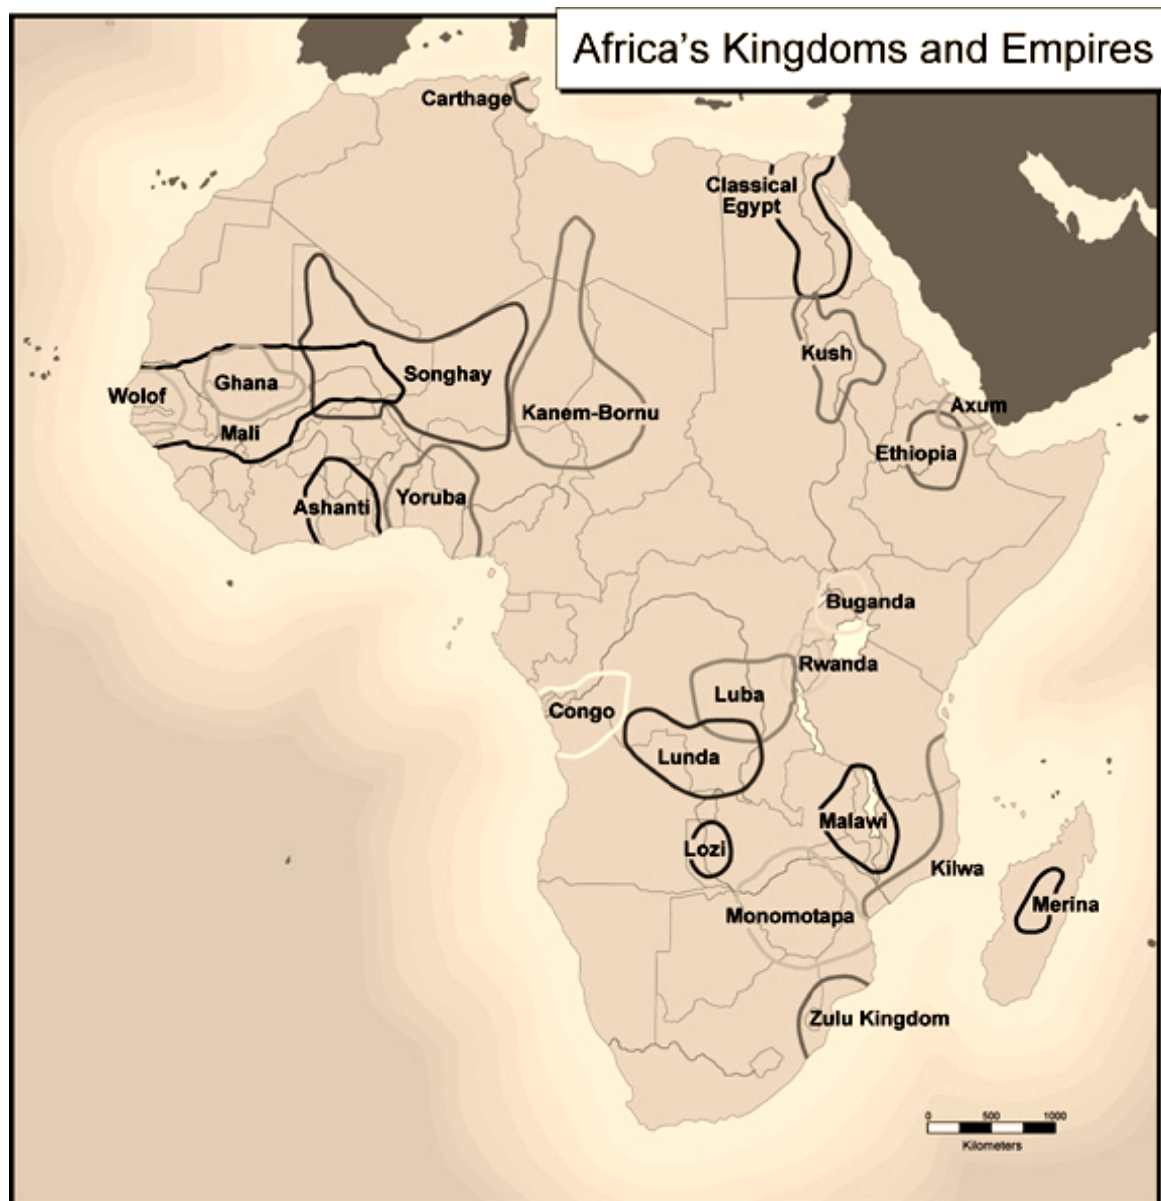 Africa's Kingdoms and Empires
Carthage
Classical
Egypt
Kush
Ghana
Songhay
Wolof
Kanem-Bornu
Axum
Mali
Ethiopia
Ashanti
Yoruba
Buganda
Rwanda
Luba
Congo
Lunda
Malawi
Lozi
Kilwa
Merina
Monomotapa
Zulu Kingdom
0 500 1000
Kilometers